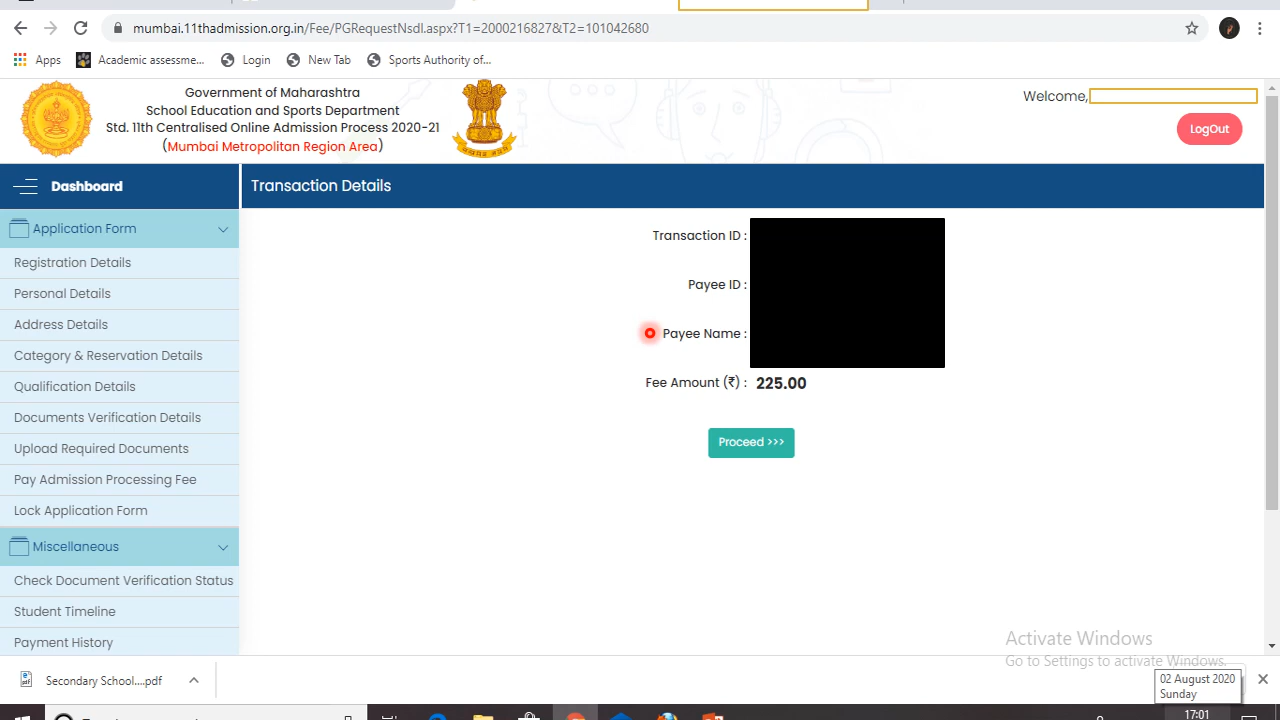 mumbai.11thadmission.org.in/Fee/PGRequestNsdl.aspx?T1=2000216827&T2=101042680
Apps Academic assessme... Login New Tab Sports Authority of...
Government of Maharashtra
School Education and Sports Department
Std. 11th Centralised Online Admission Process 2020-21
(Mumbai Metropolitan Region Area)
Welcome,
LogOut
Dashboard
Transaction Details
Application Form
Registration Details
Personal Details
Address Details
Category & Reservation Details
Qualification Details
Documents Verification Details
Upload Required Documents
Pay Admission Processing Fee
Lock Application Form
Miscellaneous
Check Document Verification Status
Student Timeline
Payment History
Transaction ID :
Payee ID :
Payee Name :
Fee Amount (₹) : 225.00
Proceed >>>
Activate Windows
Go to Settings to activate Windows.
Secondary School....pdf
02 August 2020
Sunday
17:01